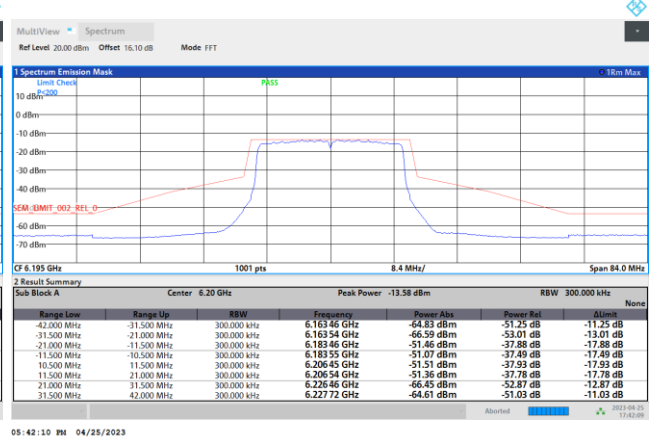 MultiView Spectrum
Ref Level 20.00 dBm Offset 16.10 dB Mode FFT
1 Spectrum Emission Mask 1Rm Max
Limit Check PASS
P<200
10 dBm
0 dBm
-10 dBm
-20 dBm
-30 dBm
-40 dBm
SEM_LIMIT_002_REL_0
-60 dBm
-70 dBm
CF 6.195 GHz 1001 pts 8.4 MHz/ Span 84.0 MHz
2 Result Summary
Sub Block A Center 6.20 GHz Peak Power -13.58 dBm RBW 300.000 kHz
None
Range Low Range Up RBW Frequency Power Abs Power Rel ΔLimit
-42.000 MHz -31.500 MHz 300.000 kHz 6.163 46 GHz -64.83 dBm -51.25 dB -11.25 dB
-31.500 MHz -21.000 MHz 300.000 kHz 6.163 54 GHz -66.59 dBm -53.01 dB -13.01 dB
-21.000 MHz -11.500 MHz 300.000 kHz 6.183 46 GHz -51.46 dBm -37.88 dB -17.88 dB
-11.500 MHz -10.500 MHz 300.000 kHz 6.183 55 GHz -51.07 dBm -37.49 dB -17.49 dB
10.500 MHz 11.500 MHz 300.000 kHz 6.206 45 GHz -51.51 dBm -37.93 dB -17.93 dB
11.500 MHz 21.000 MHz 300.000 kHz 6.206 54 GHz -51.36 dBm -37.78 dB -17.78 dB
21.000 MHz 31.500 MHz 300.000 kHz 6.226 46 GHz -66.45 dBm -52.87 dB -12.87 dB
31.500 MHz 42.000 MHz 300.000 kHz 6.227 72 GHz -64.61 dBm -51.03 dB -11.03 dB
Aborted 2023-04-25
17:42:09
05:42:10 PM 04/25/2023